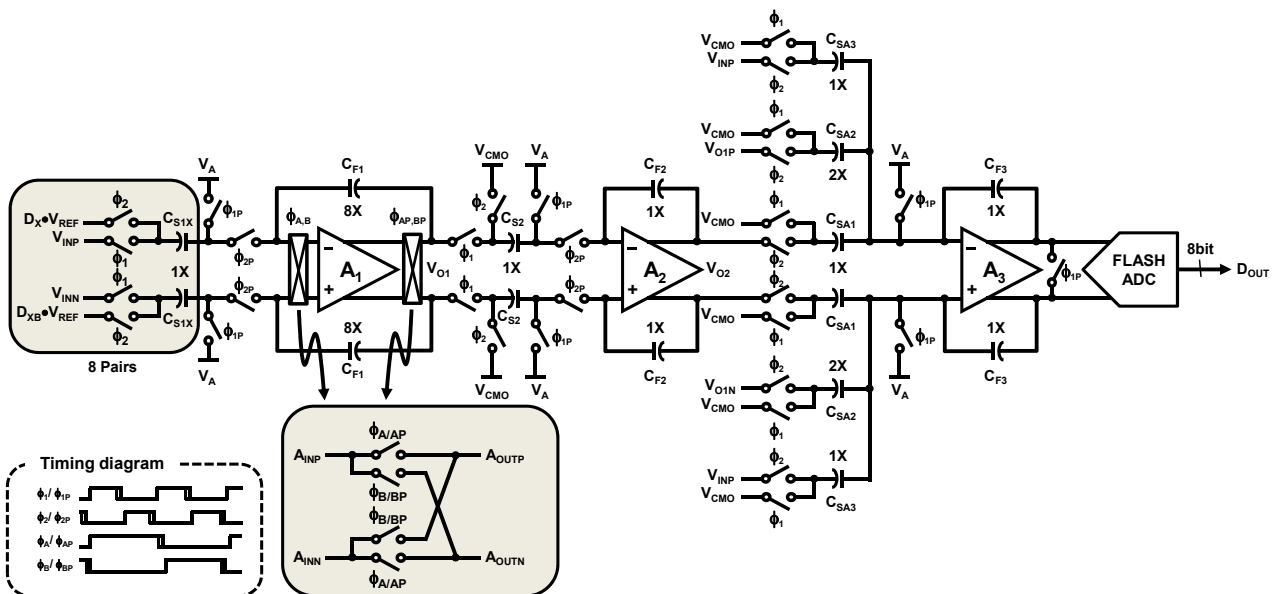 ϕ1
VCMO
VINP
ϕ2
CSA3
1X
ϕ1
VCMO
VO1P
ϕ2
CSA2
2X
VA
ϕ1P
DX•VREF
VINP
ϕ2
ϕ1
CS1X
1X
ϕ1
VINN
DXB•VREF
ϕ2
CS1X
ϕ1P
VA
8 Pairs
ϕ2P
ϕ2P
CF1
8X
ϕA,B
ϕAP,BP
A1
−
+
VO1
8X
CF1
VCMO
ϕ2
VA
ϕ1P
ϕ1
CS2
1X
ϕ2P
ϕ1
CS2
ϕ2P
ϕ2
ϕ1P
VCMO
VA
CF2
1X
A2
−
+
VO2
1X
CF2
VCMO
ϕ1
ϕ2
CSA1
1X
ϕ2
VCMO
ϕ1
CSA1
1X
VA
ϕ1P
ϕ1P
VA
CF3
1X
A3
−
+
ϕ1P
1X
CF3
FLASH
ADC
8bit
DOUT
ϕ2
VO1N
VCMO
ϕ1
2X
CSA2
ϕ2
VINP
VCMO
ϕ1
1X
CSA3
Timing diagram
ϕ1/ ϕ1P
ϕ2/ ϕ2P
ϕA/ ϕAP
ϕB/ ϕBP
ϕA/AP
AINP
AOUTP
ϕB/BP
ϕB/BP
AINN
AOUTN
ϕA/AP